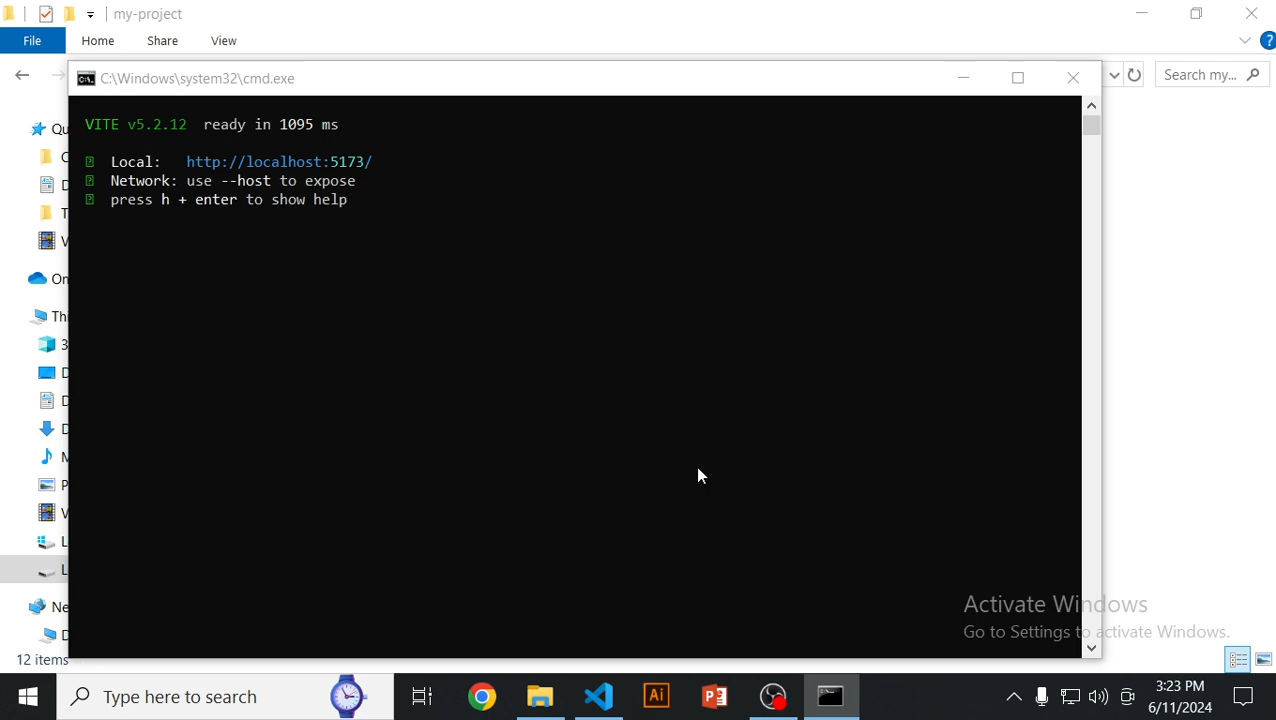 my-project
File Home Share View
C:\Windows\system32\cmd.exe
Search my...
VITE v5.2.12 ready in 1095 ms
Local: http://localhost:5173/
Network: use --host to expose
press h + enter to show help
Activate Windows
Go to Settings to activate Windows.
12 items
Type here to search
3:23 PM
6/11/2024